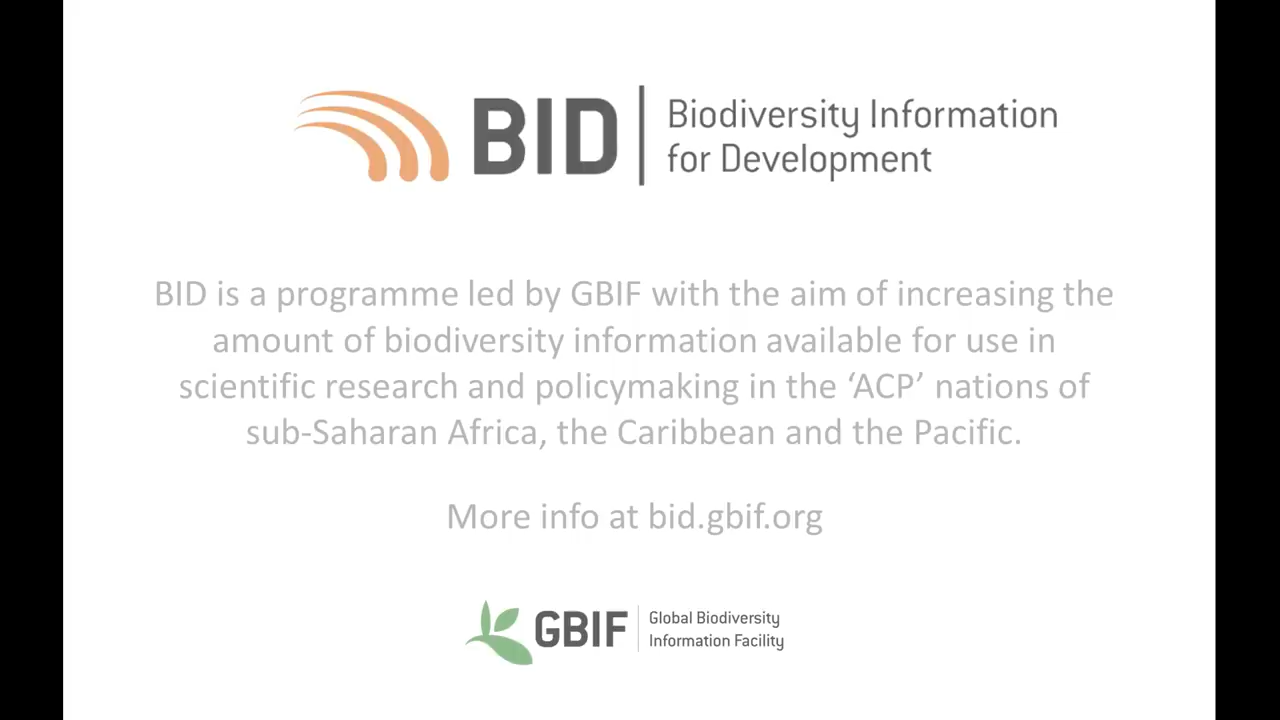 BID
Biodiversity Information
for Development
BID is a programme led by GBIF with the aim of increasing the
amount of biodiversity information available for use in
scientific research and policymaking in the ‘ACP’ nations of
sub-Saharan Africa, the Caribbean and the Pacific.
More info at bid.gbif.org
GBIF
Global Biodiversity
Information Facility